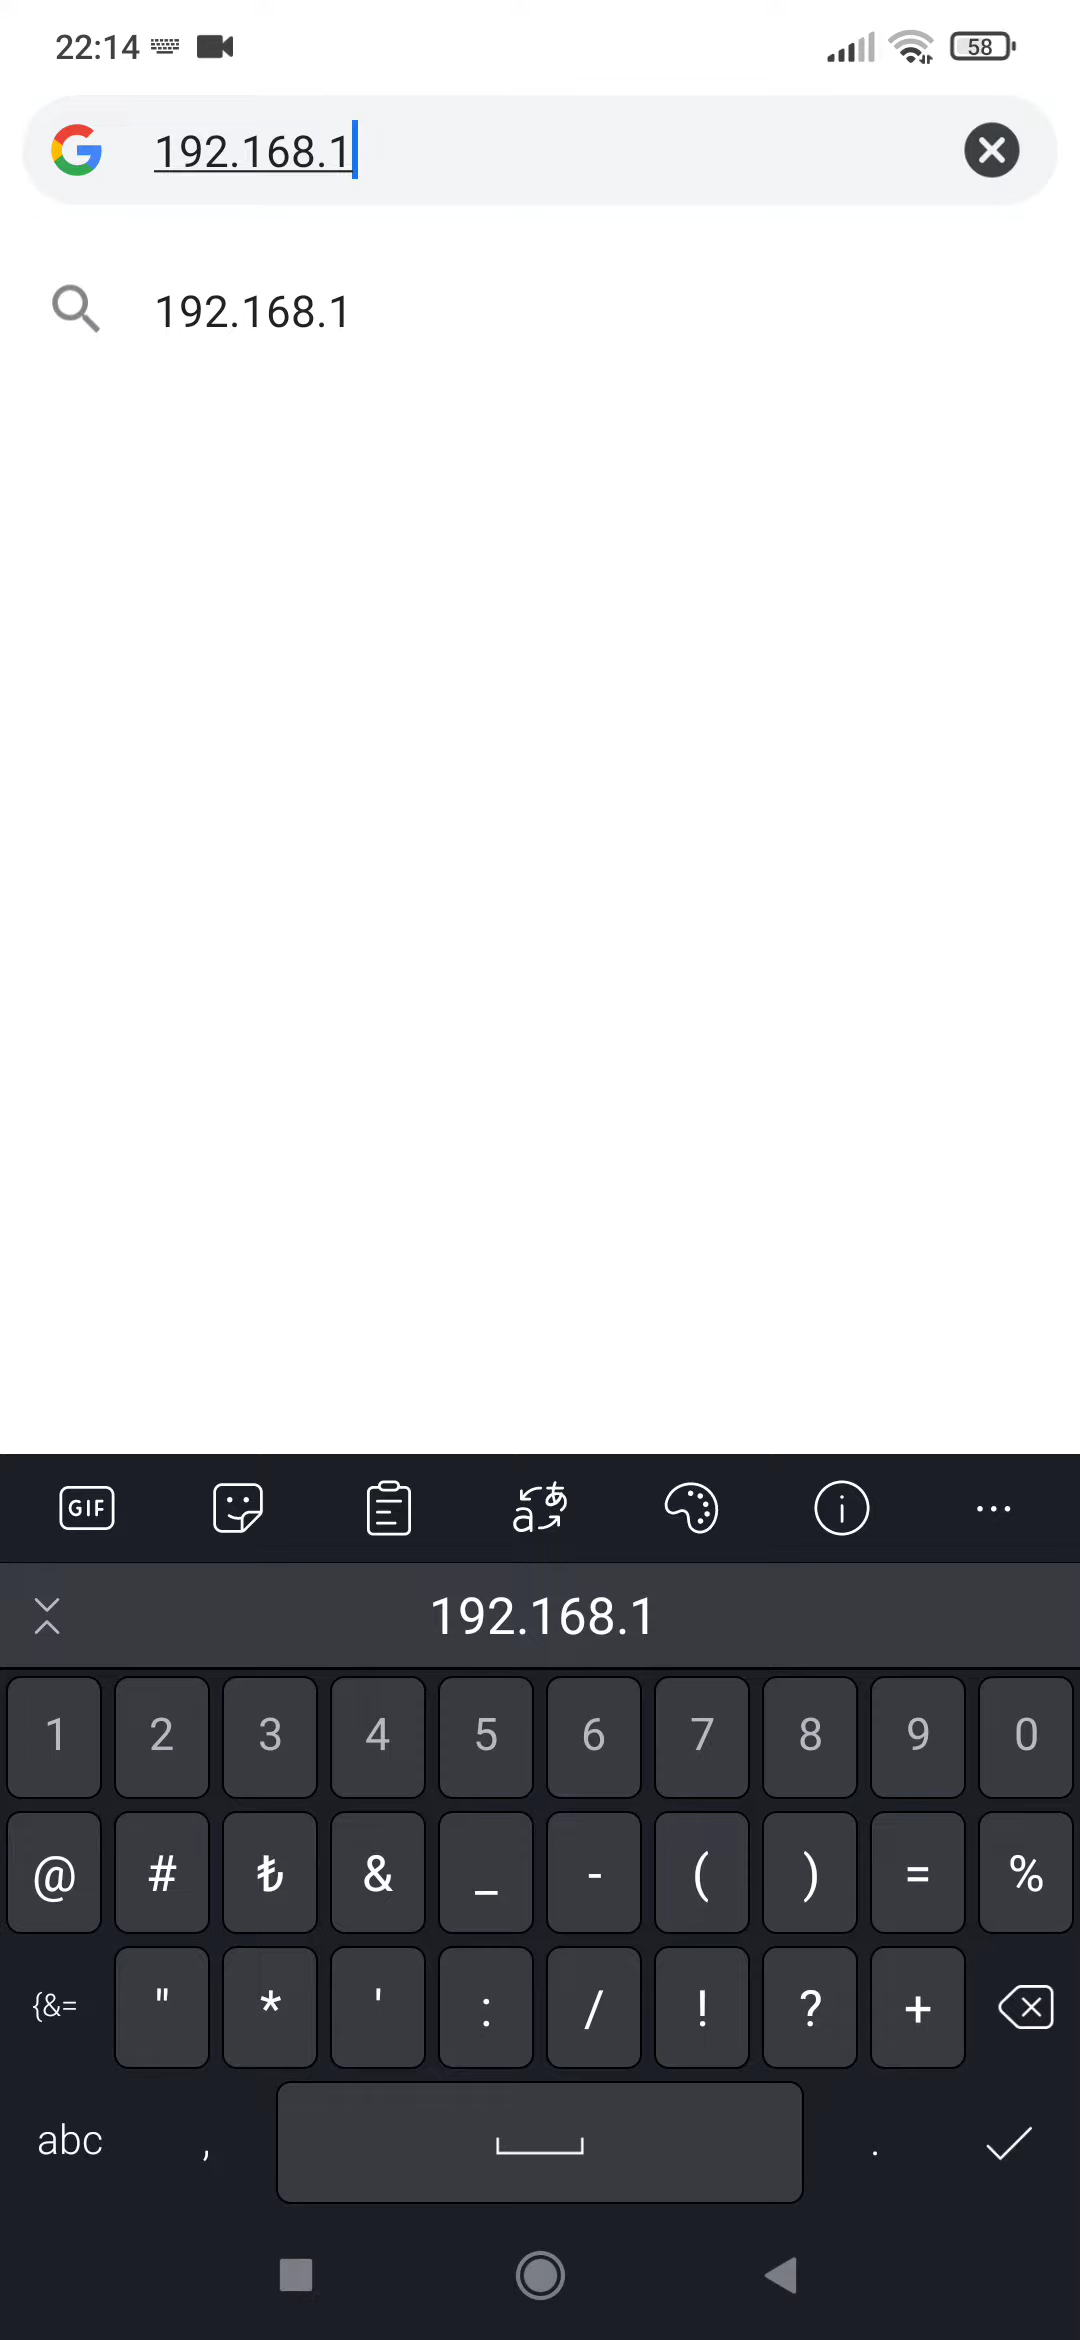 22:14
58
192.168.1
192.168.1
GIF
192.168.1
1 2 3 4 5 6 7 8 9 0
@ # ₺ & _ - ( ) = %
{&= " * ' : / ! ? +
abc , .